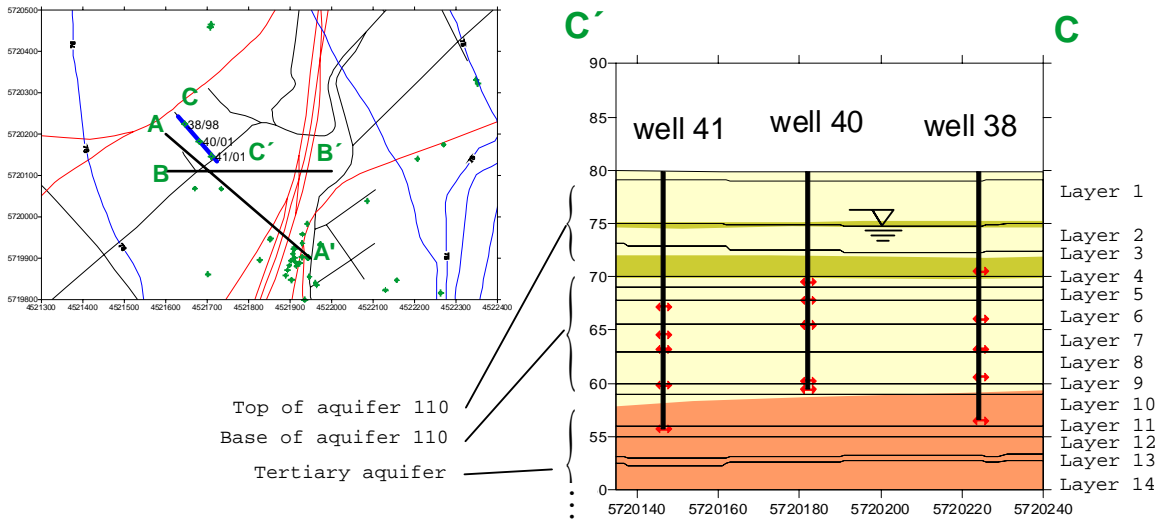 5720500
5720400
5720300
5720200
5720100
5720000
5719900
5719800
4521300
4521400
4521500
4521600
4521700
4521800
4521900
4522000
4522100
4522200
4522300
4522400
C
A
38/98
40/01
C´
B´
41/01
B
A'
Top of aquifer 110
Base of aquifer 110
Tertiary aquifer
C´
C
90
85
80
75
70
65
60
55
0
well 41
well 40
well 38
Layer 1
Layer 2
Layer 3
Layer 4
Layer 5
Layer 6
Layer 7
Layer 8
Layer 9
Layer 10
Layer 11
Layer 12
Layer 13
Layer 14
5720140
5720160
5720180
5720200
5720220
5720240